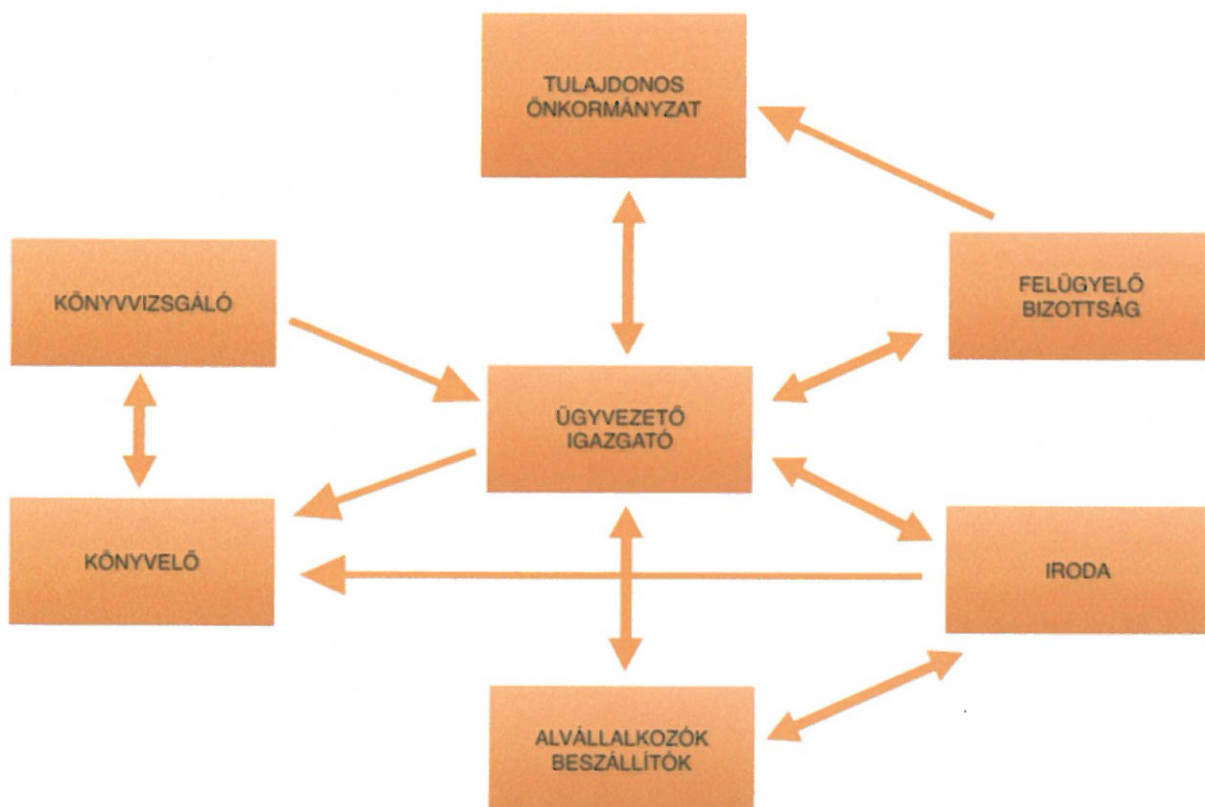 TULAJDONOS
ÖNKORMÁNYZAT
KÖNYVVIZSGÁLÓ
FELÜGYELŐ
BIZOTTSÁG
ÜGYVEZETŐ
IGAZGATÓ
KÖNYVELŐ
IRODA
ALVÁLLALKOZÓK
BESZÁLLÍTÓK